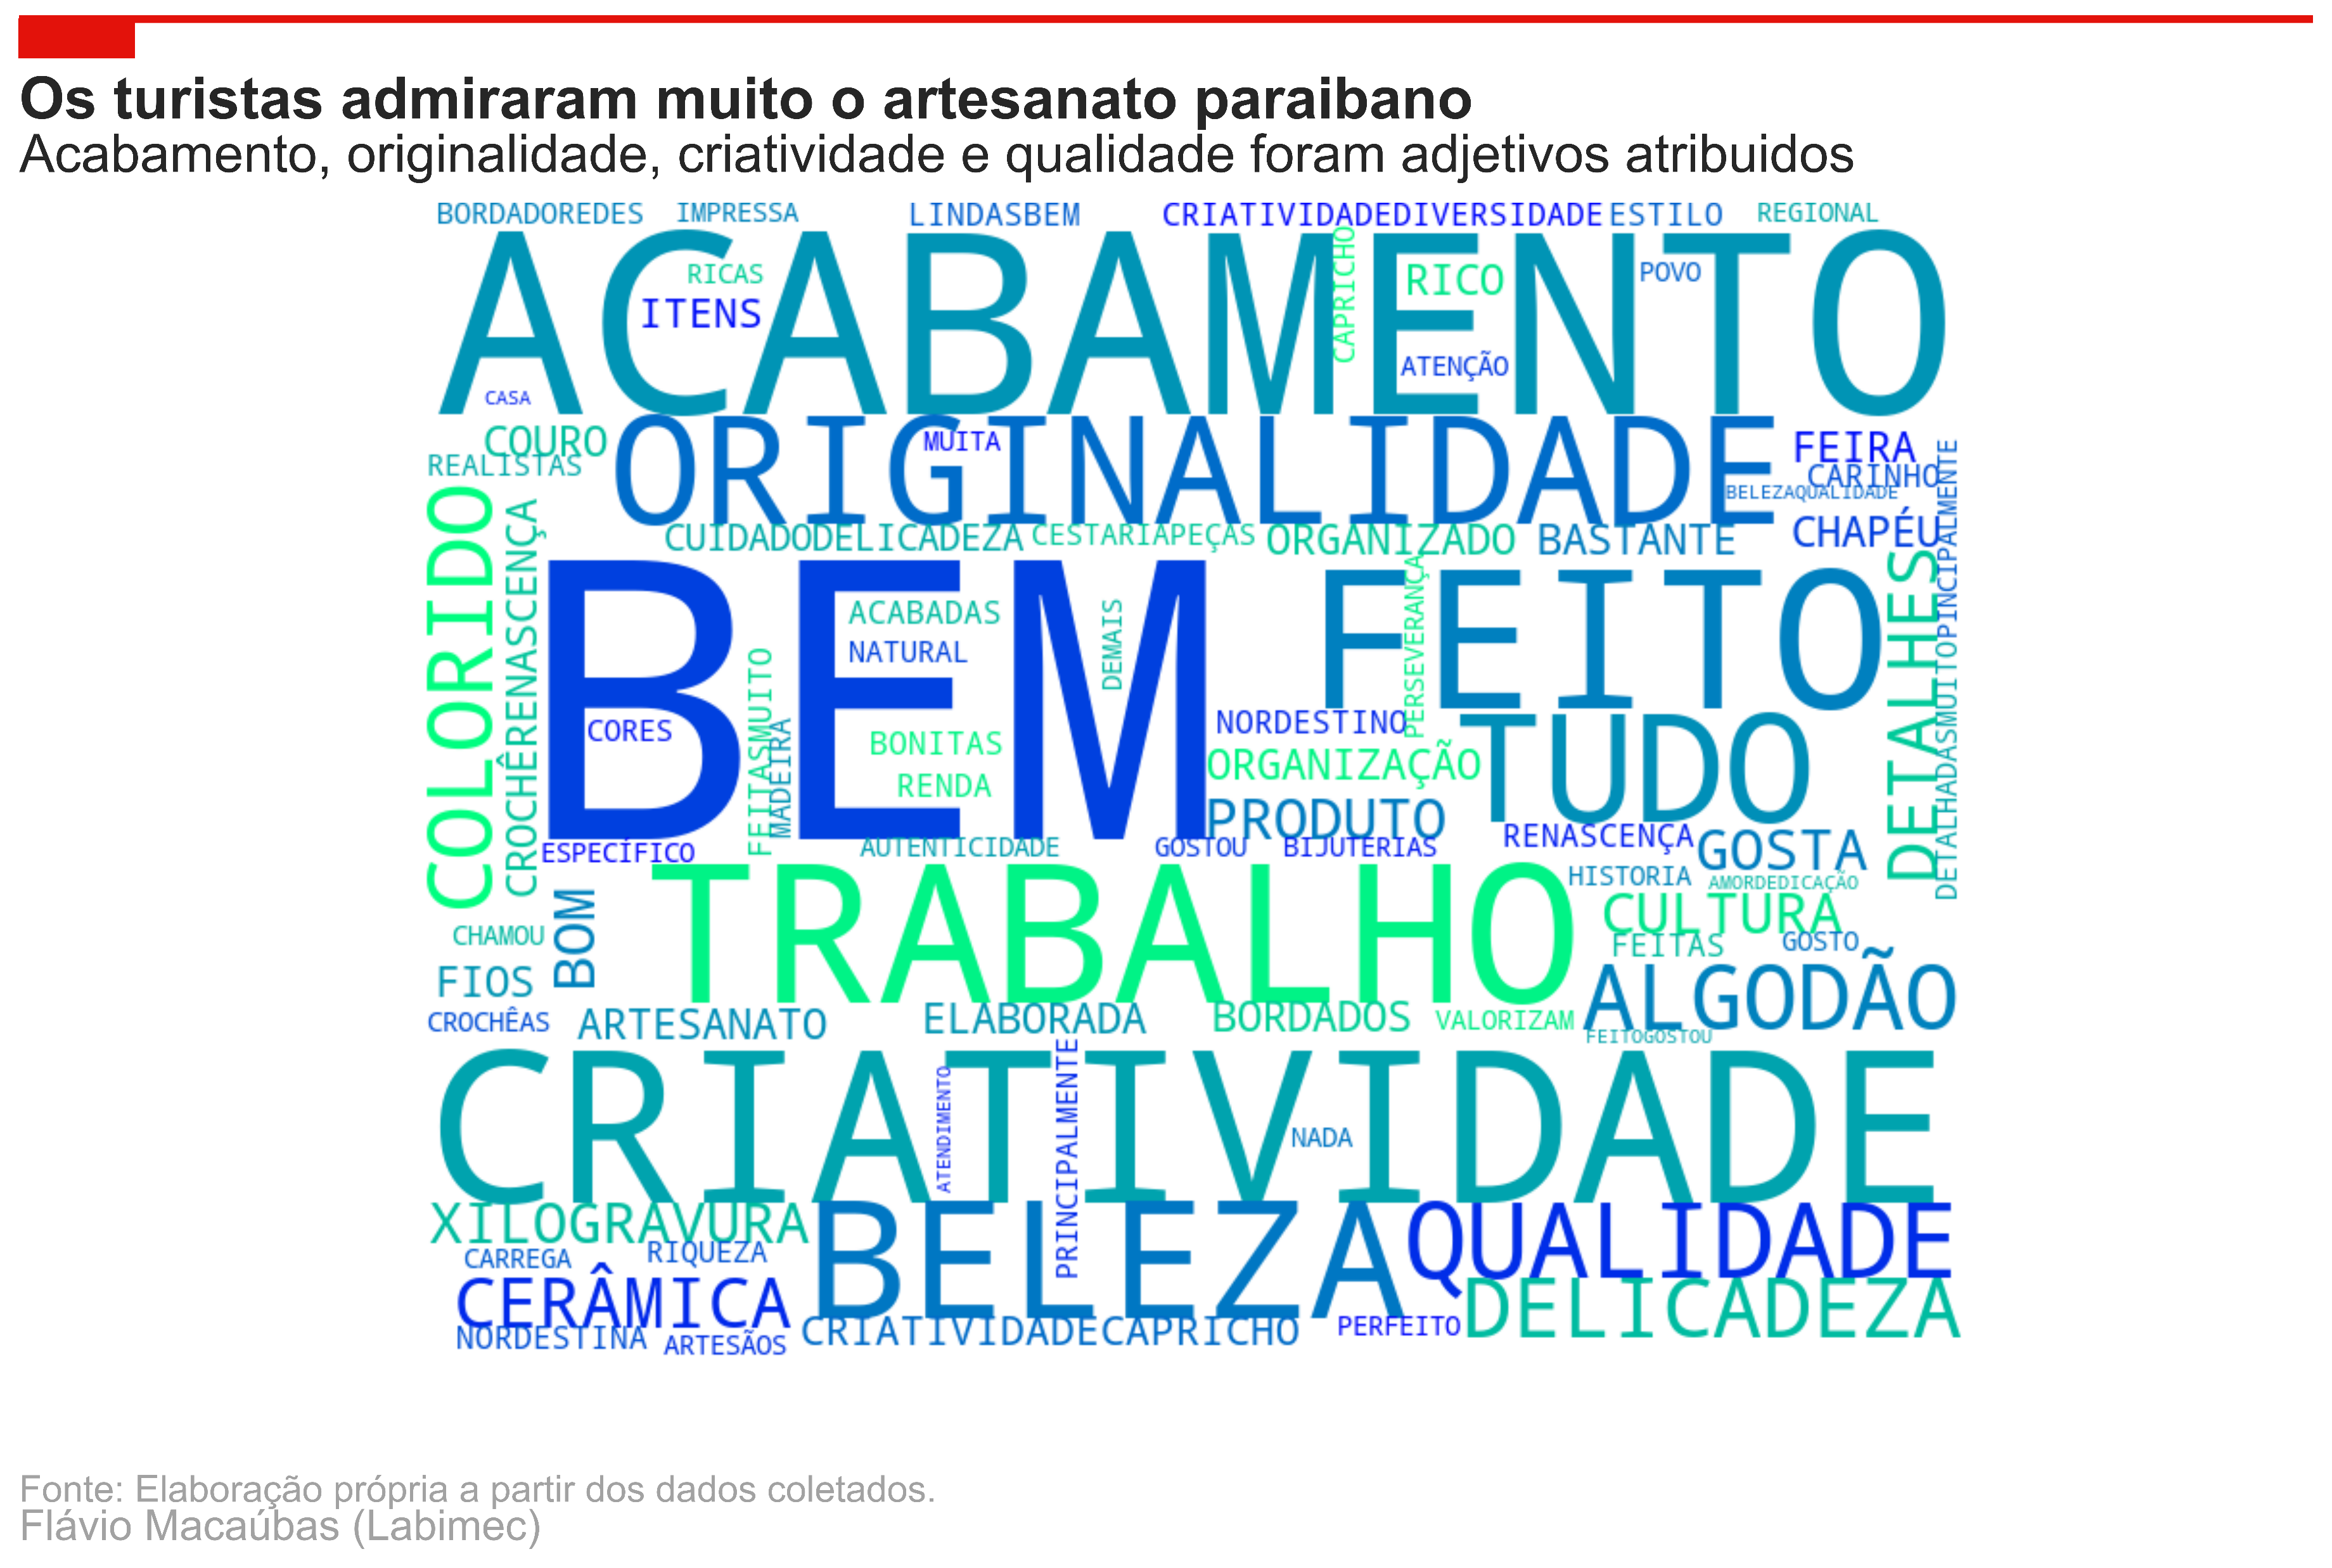 Os turistas admiraram muito o artesanato paraibano
Acabamento, originalidade, criatividade e qualidade foram adjetivos atribuidos
BORDADOREDES IMPRESSA LINDASBEM CRIATIVIDADEDIVERSIDADE ESTILO REGIONAL
ACABAMENTO
RICAS
ITENS
CAPRICHO
RICO
POVO
ATENÇÃO
CASA
COURO
REALISTAS
ORIGINALIDADE
MUITA
FEIRA
CARINHO
BELEZAQUALIDADE
CHAPÉU
CUIDADODELICADEZA CESTARIAPEÇAS ORGANIZADO BASTANTE
COLORIDO
CROCHÊRENASCENÇA
BEM
CORES
FEITASMUITO
MADEIRA
ACABADAS
NATURAL
DEMAIS
BONITAS
RENDA
FEITO
PERSEVERANÇA
NORDESTINO
ORGANIZAÇÃO
TUDO
PRODUTO
DETALHES
DETALHADASMUITOPINCIPALMENTE
ESPECÍFICO AUTENTICIDADE GOSTOU BIJUTERIAS RENASCENÇA GOSTA
TRABALHO
HISTORIA AMORDEDICAÇÃO
CULTURA
FEITAS GOSTO
CHAMOU
BOM
FIOS
ALGODÃO
CROCHÊAS ARTESANATO ELABORADA BORDADOS VALORIZAM
FEITOGOSTOU
CRIATIVIDADE
ATENDIMENTO
PRINCIPALMENTE
NADA
XILOGRAVURA
BELEZA
QUALIDADE
CARREGA RIQUEZA
CERÂMICA
DELICADEZA
NORDESTINA ARTESÃOS CRIATIVIDADECAPRICHO PERFEITO
Fonte: Elaboração própria a partir dos dados coletados.
Flávio Macaúbas (Labimec)